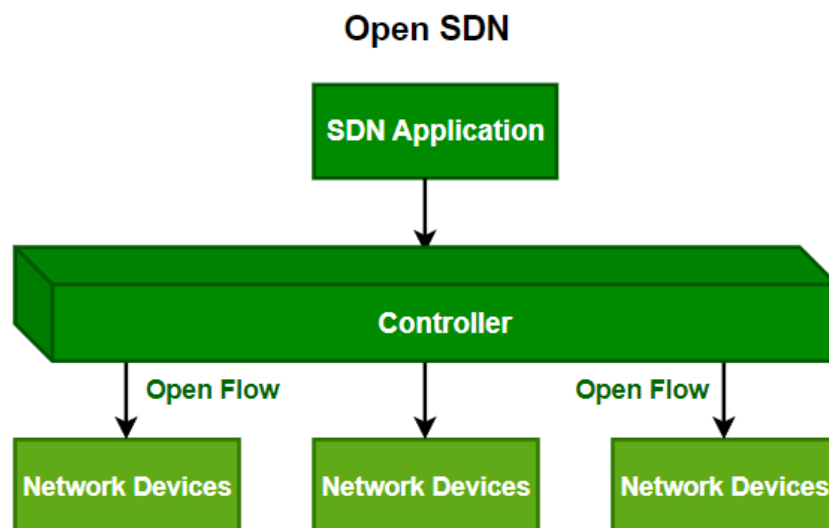 Open SDN
SDN Application
Controller
Open Flow
Open Flow
Network Devices
Network Devices
Network Devices